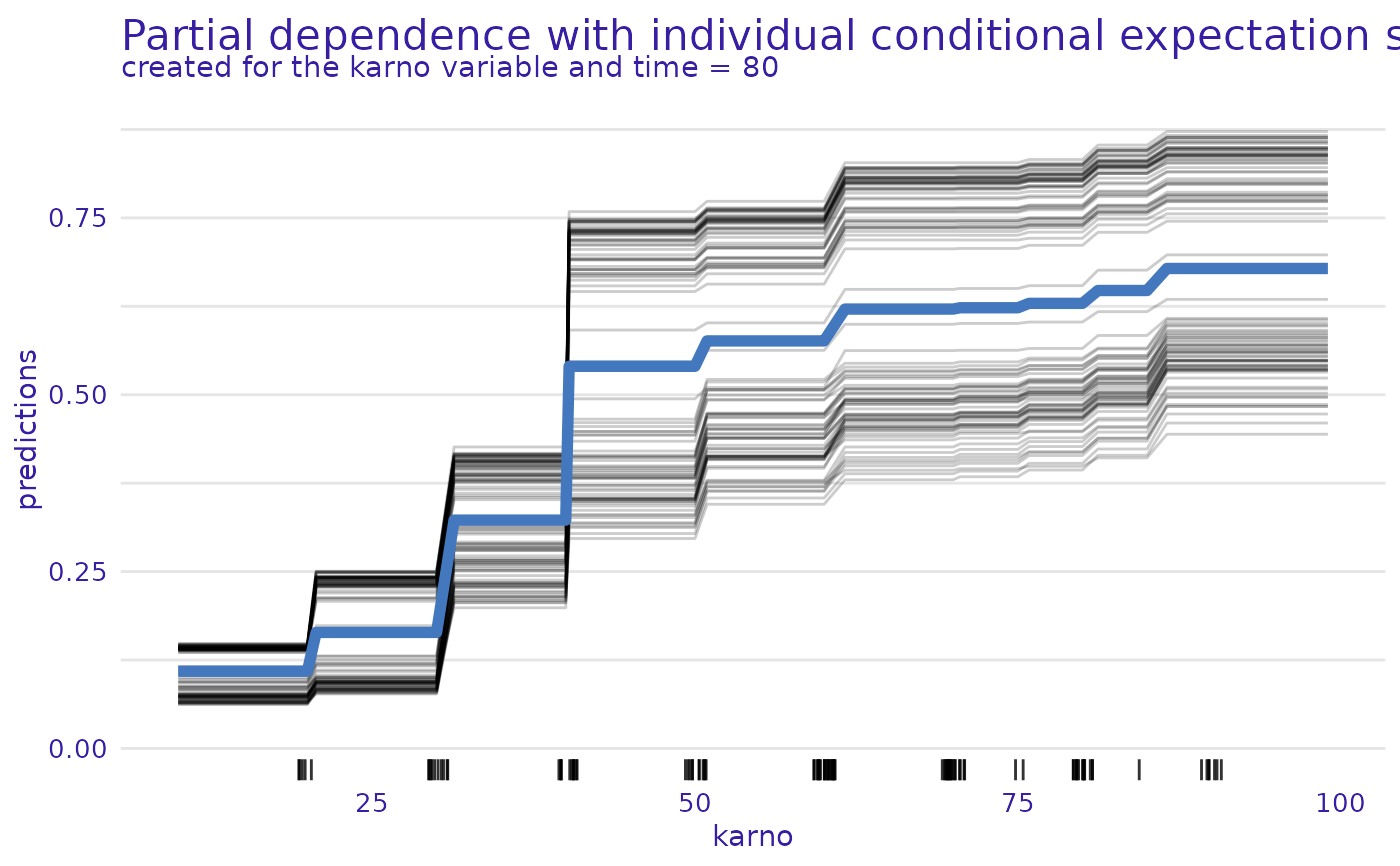 Partial dependence with individual conditional expectation s
created for the karno variable and time = 80
predictions
0.75
0.50
0.25
0.00
25 50 75 100
karno